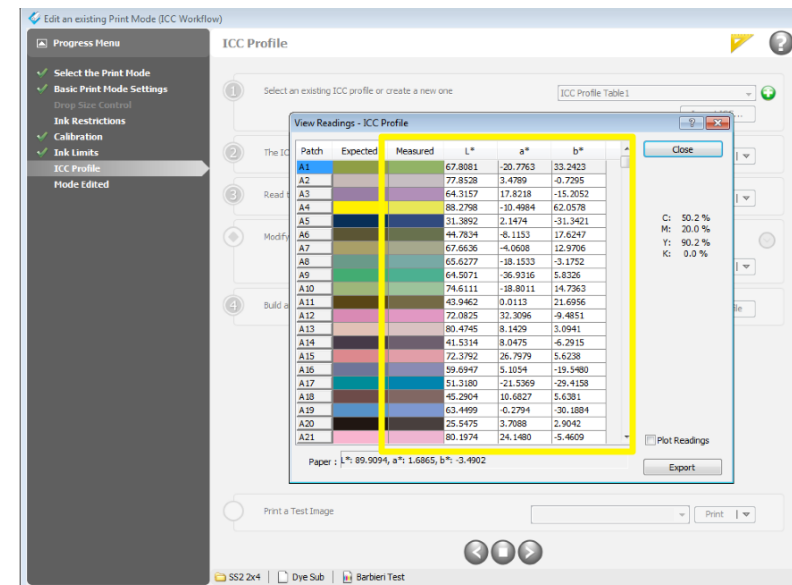 Edit an existing Print Mode (ICC Workflow)
Progress Menu
ICC Profile
Select the Print Mode
Basic Print Mode Settings
Drop Size Control
Ink Restrictions
Calibration
Ink Limits
ICC Profile
Mode Edited
1 Select an existing ICC profile or create a new one ICC Profile Table1
View Readings - ICC Profile
Patch Expected Measured L* a* b* Close
A1 67.8081 -20.7763 33.2423
A2 77.8528 3.4789 -0.7295
A3 64.3157 17.8218 -15.2052
A4 88.2798 -10.4984 62.0578
A5 31.3892 2.1474 -31.3421
A6 44.7834 -8.1153 17.6247
A7 67.6636 -4.0608 12.9706
A8 65.6277 -18.1533 -3.1752
A9 64.5071 -36.9316 5.8326
A10 74.6111 -18.8011 14.7363
A11 43.9462 0.0113 21.6956
A12 72.0825 32.3096 -9.4851
A13 80.4745 8.1429 3.0941
A14 41.5314 8.0475 -6.2915
A15 72.3792 26.7979 5.6238
A16 59.6947 5.1054 -19.5480
A17 51.3180 -21.5369 -29.4158
A18 45.2904 10.6827 5.6381
A19 63.4499 -0.2794 -30.1884
A20 25.5475 3.7088 2.9042
A21 80.1974 24.1480 -5.4609
C: 50.2 %
M: 20.0 %
Y: 90.2 %
K: 0.0 %
Plot Readings
Paper : L*: 89.9094, a*: 1.6865, b*: -3.4902
Export
2 The IC
3 Read t
Modify
4 Build a
Print a Test Image Print
SS2 2x4 Dye Sub Barbieri Test